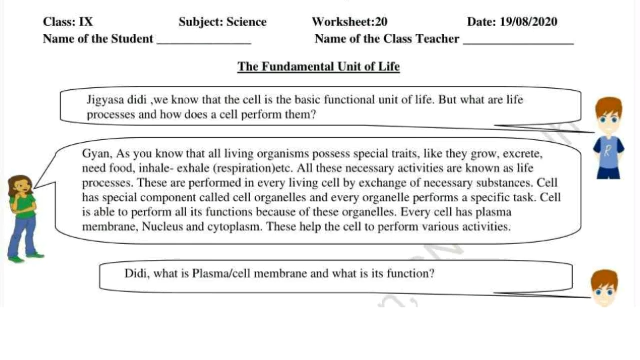 Class: IX Subject: Science Worksheet:20 Date: 19/08/2020
Name of the Student ________________ Name of the Class Teacher ___________________
The Fundamental Unit of Life
Jigyasa didi ,we know that the cell is the basic functional unit of life. But what are life
processes and how does a cell perform them?
Gyan, As you know that all living organisms possess special traits, like they grow, excrete,
need food, inhale- exhale (respiration)etc. All these necessary activities are known as life
processes. These are performed in every living cell by exchange of necessary substances. Cell
has special component called cell organelles and every organelle performs a specific task. Cell
is able to perform all its functions because of these organelles. Every cell has plasma
membrane, Nucleus and cytoplasm. These help the cell to perform various activities.
Didi, what is Plasma/cell membrane and what is its function?